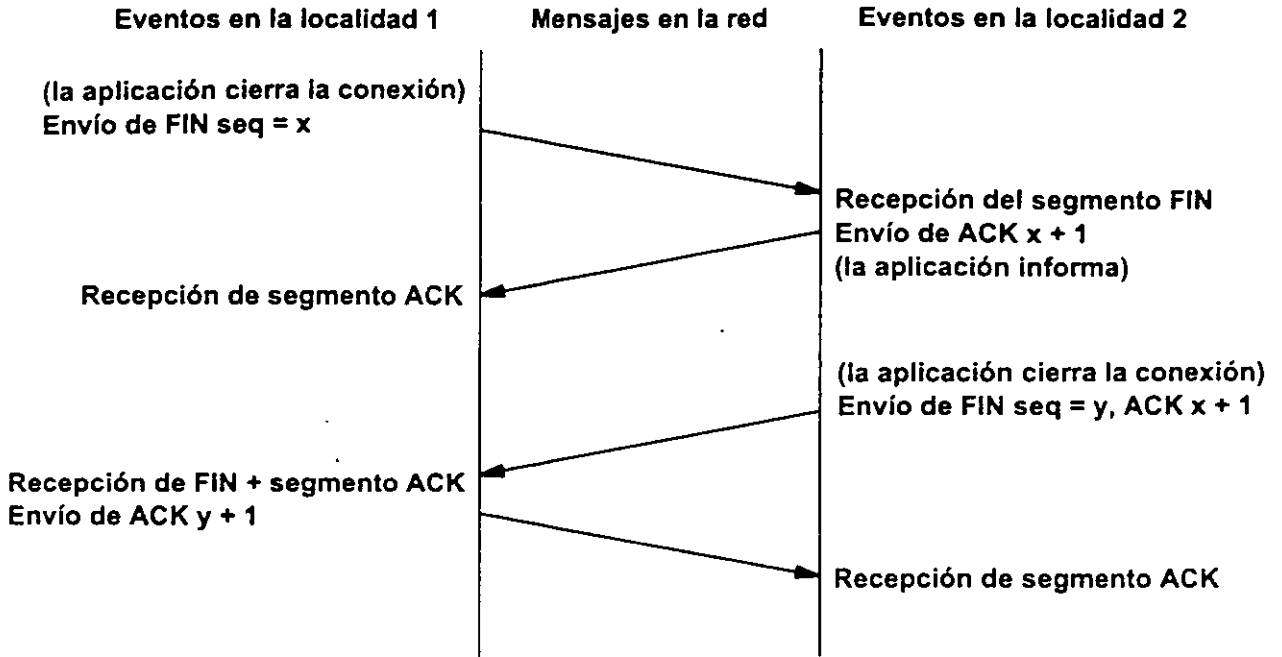 Eventos en la localidad 1
Mensajes en la red
Eventos en la localidad 2
(la aplicación cierra la conexión)
Envío de FIN seq = x
Recepción del segmento FIN
Envío de ACK x + 1
(la aplicación informa)
Recepción de segmento ACK
(la aplicación cierra la conexión)
Envío de FIN seq = y, ACK x + 1
Recepción de FIN + segmento ACK
Envío de ACK y + 1
Recepción de segmento ACK